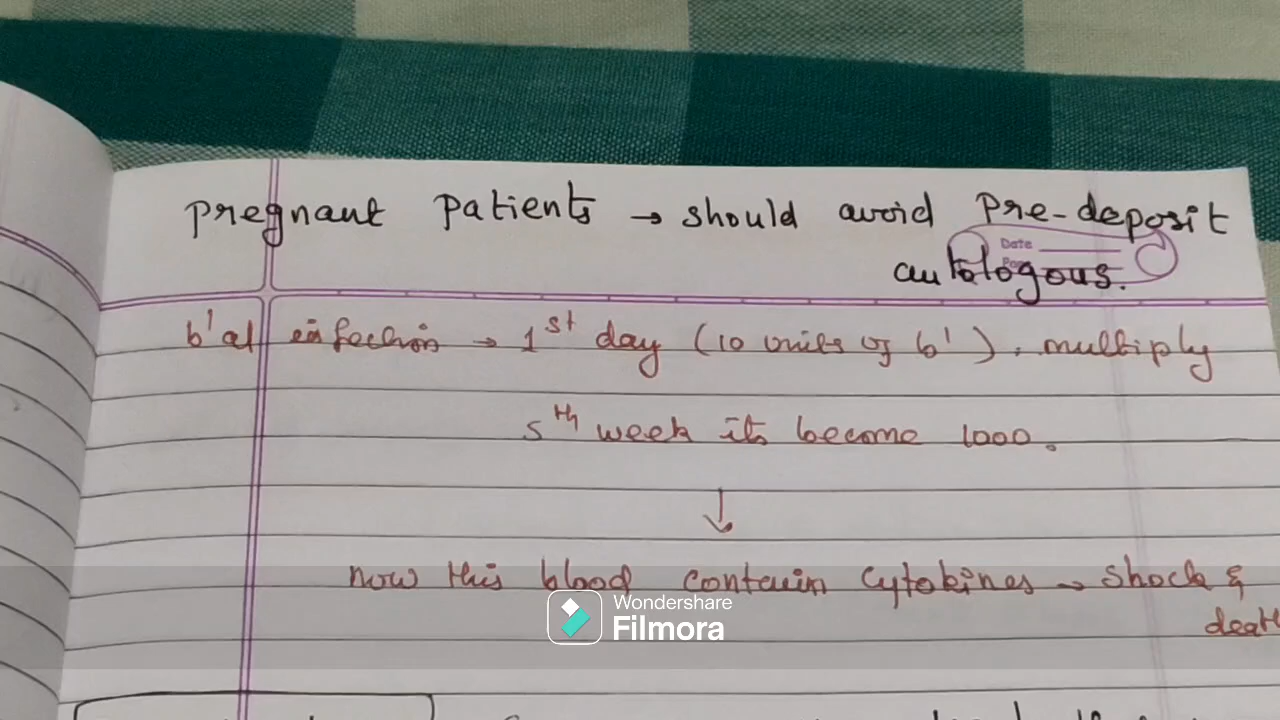 pregnant patients → should avoid pre-deposit
Date
autologous.
b'al infection → 1st day (10 units of b'). multiply
5th week its become 1000.
↓
now this blood contain cytokines → shock &
death
Wondershare
Filmora